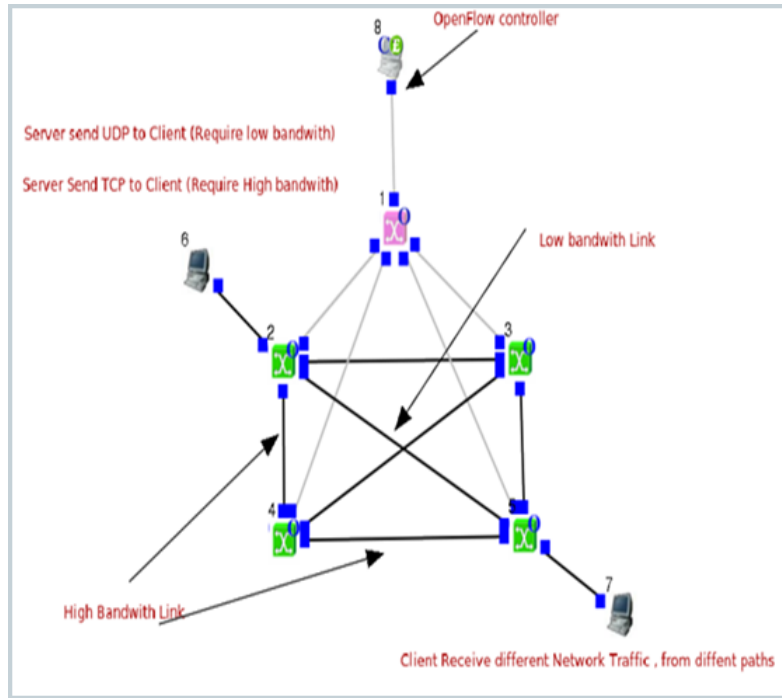 OpenFlow controller
8
Server send UDP to Client (Require low bandwith)
Server Send TCP to Client (Require High bandwith)
1
6
Low bandwith Link
2
3
4
5
7
High Bandwith Link
Client Receive different Network Traffic , from diffent paths